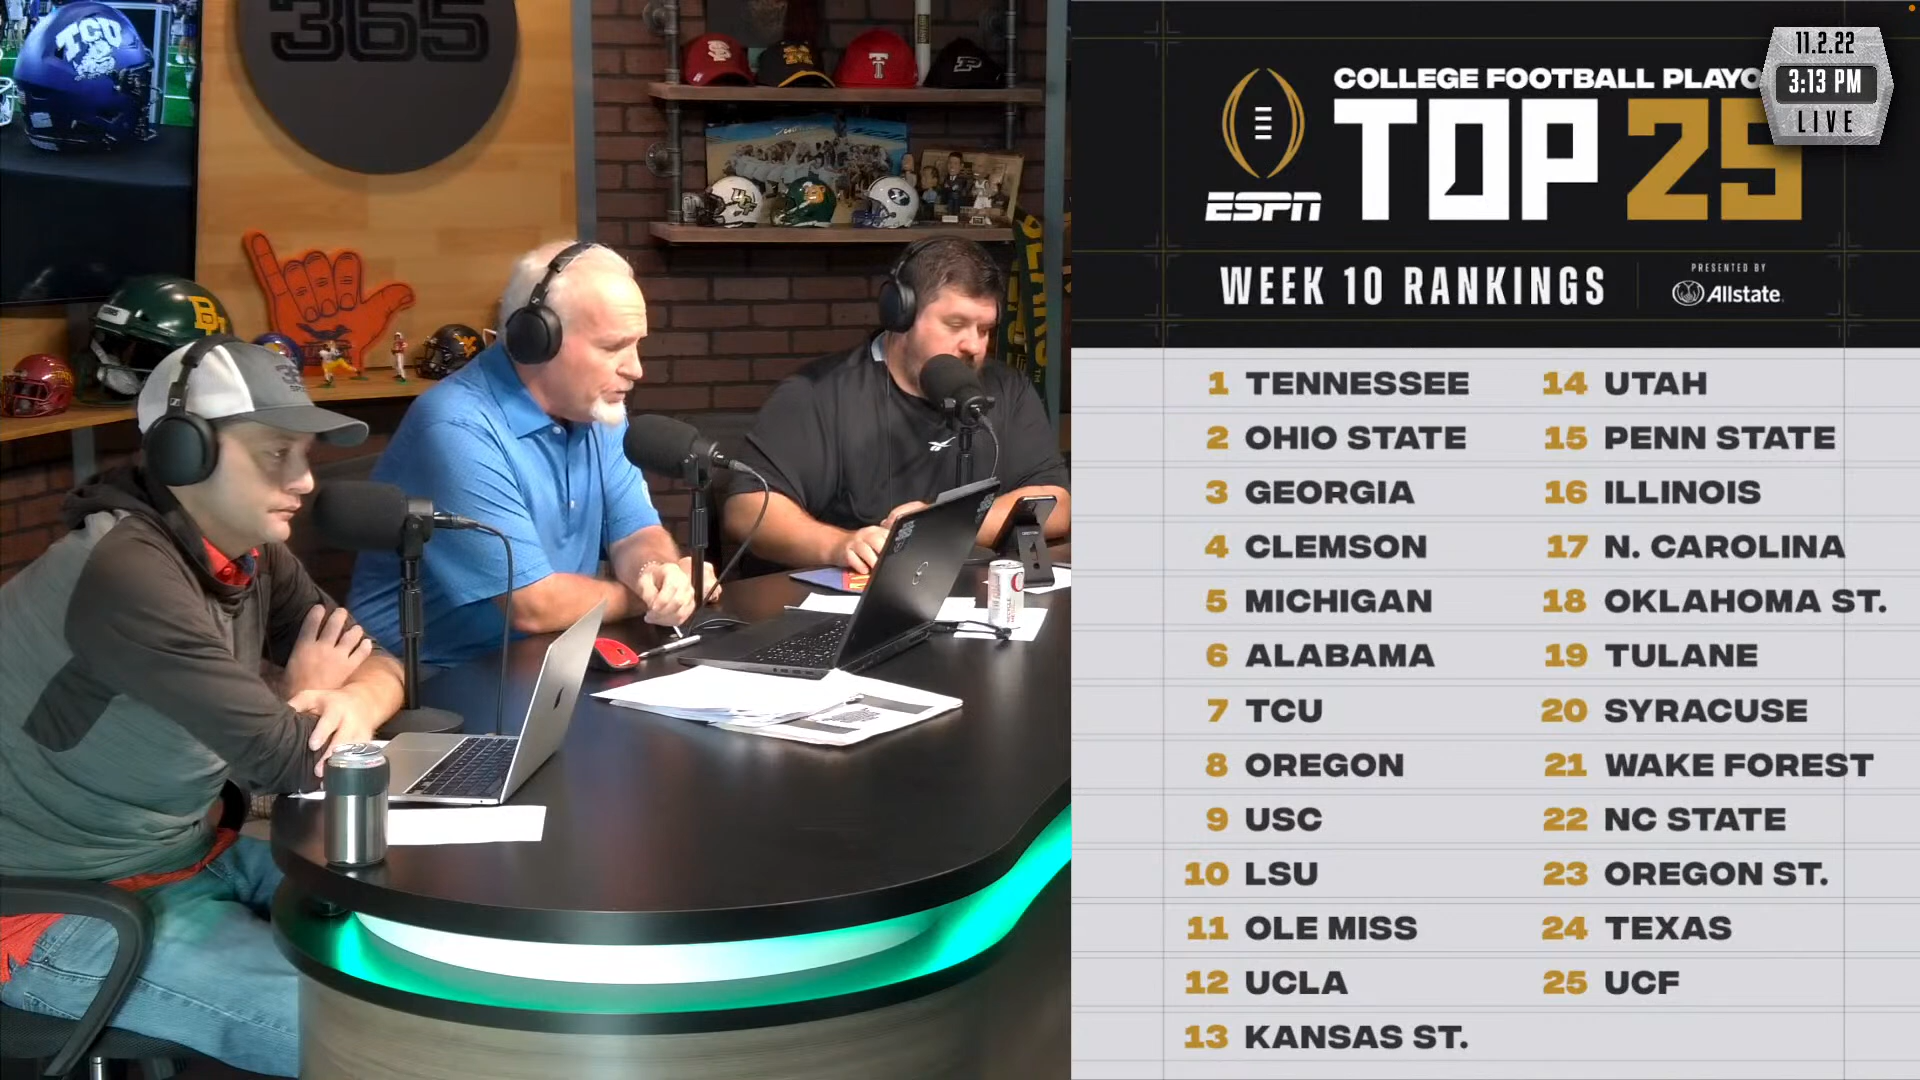 TCU
365
11.2.22
3:13 PM
LIVE
COLLEGE FOOTBALL PLAYO
TOP 25
ESPN
WEEK 10 RANKINGS
PRESENTED BY
Allstate
1 TENNESSEE
2 OHIO STATE
3 GEORGIA
4 CLEMSON
5 MICHIGAN
6 ALABAMA
7 TCU
8 OREGON
9 USC
10 LSU
11 OLE MISS
12 UCLA
13 KANSAS ST.
14 UTAH
15 PENN STATE
16 ILLINOIS
17 N. CAROLINA
18 OKLAHOMA ST.
19 TULANE
20 SYRACUSE
21 WAKE FOREST
22 NC STATE
23 OREGON ST.
24 TEXAS
25 UCF